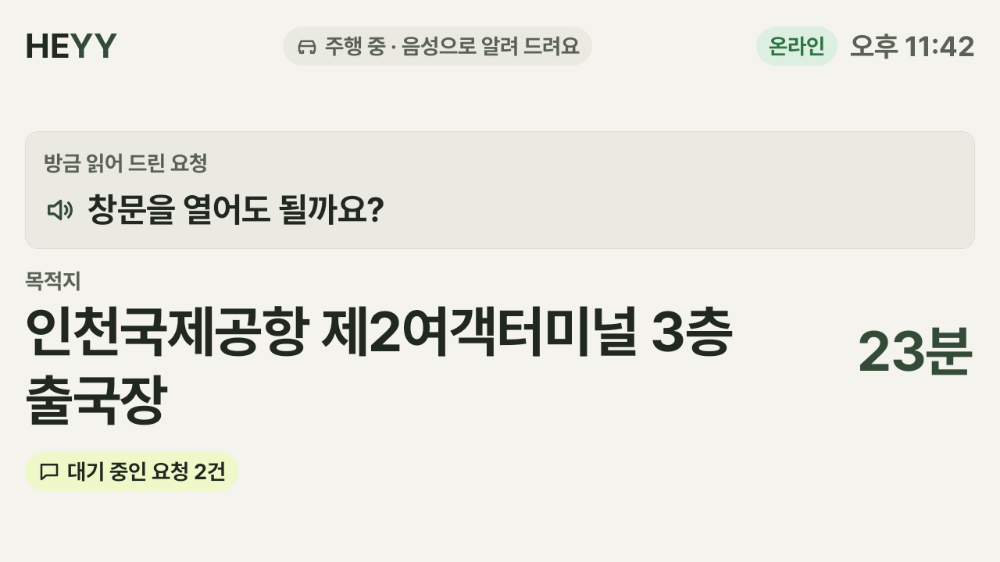 HEYY
주행 중 · 음성으로 알려 드려요
온라인
오후 11:42
방금 읽어 드린 요청
창문을 열어도 될까요?
목적지
인천국제공항 제2여객터미널 3층
출국장
23분
대기 중인 요청 2건